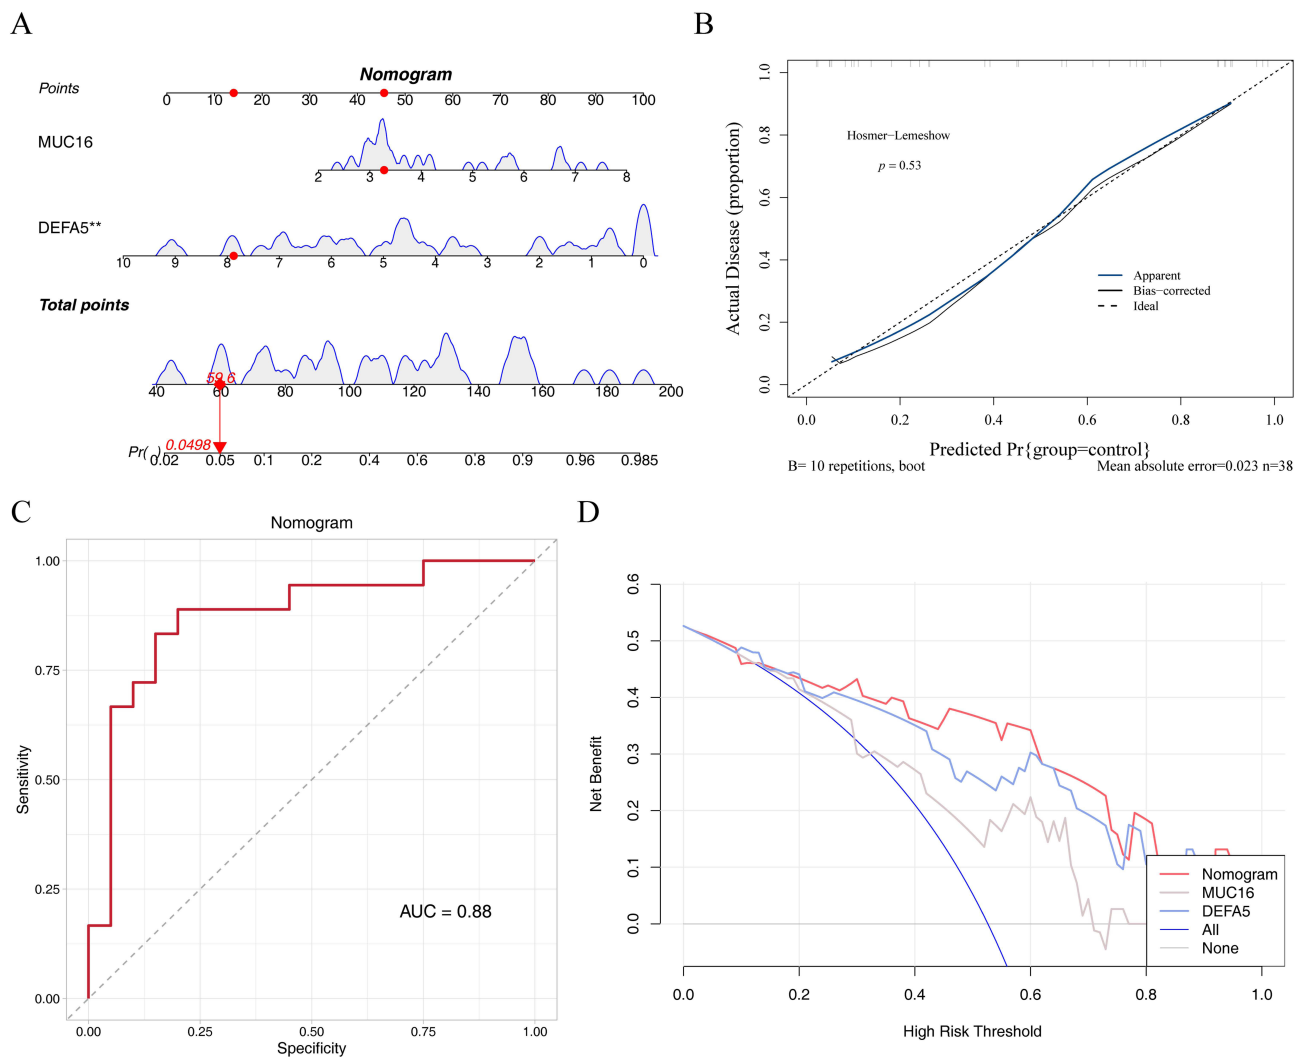 A
Nomogram
Points
0 10 20 30 40 50 60 70 80 90 100
MUC16
2 3 4 5 6 7 8
DEFA5**
10 9 8 7 6 5 4 3 2 1 0
Total points
59.6
40 60 80 100 120 140 160 180 200
0.0498
Pr( )
0.02 0.05 0.1 0.2 0.4 0.6 0.8 0.9 0.96 0.985
B
Hosmer−Lemeshow
p = 0.53
Apparent
Bias−corrected
Ideal
Actual Disease (proportion)
1.0
0.8
0.6
0.4
0.2
0.0
0.0 0.2 0.4 0.6 0.8 1.0
Predicted Pr{group=control}
B= 10 repetitions, boot
Mean absolute error=0.023 n=38
C
Nomogram
Sensitivity
1.00
0.75
0.50
0.25
0.00
AUC = 0.88
0.00 0.25 0.50 0.75 1.00
Specificity
D
Net Benefit
0.6
0.5
0.4
0.3
0.2
0.1
0.0
Nomogram
MUC16
DEFA5
All
None
0.0 0.2 0.4 0.6 0.8 1.0
High Risk Threshold